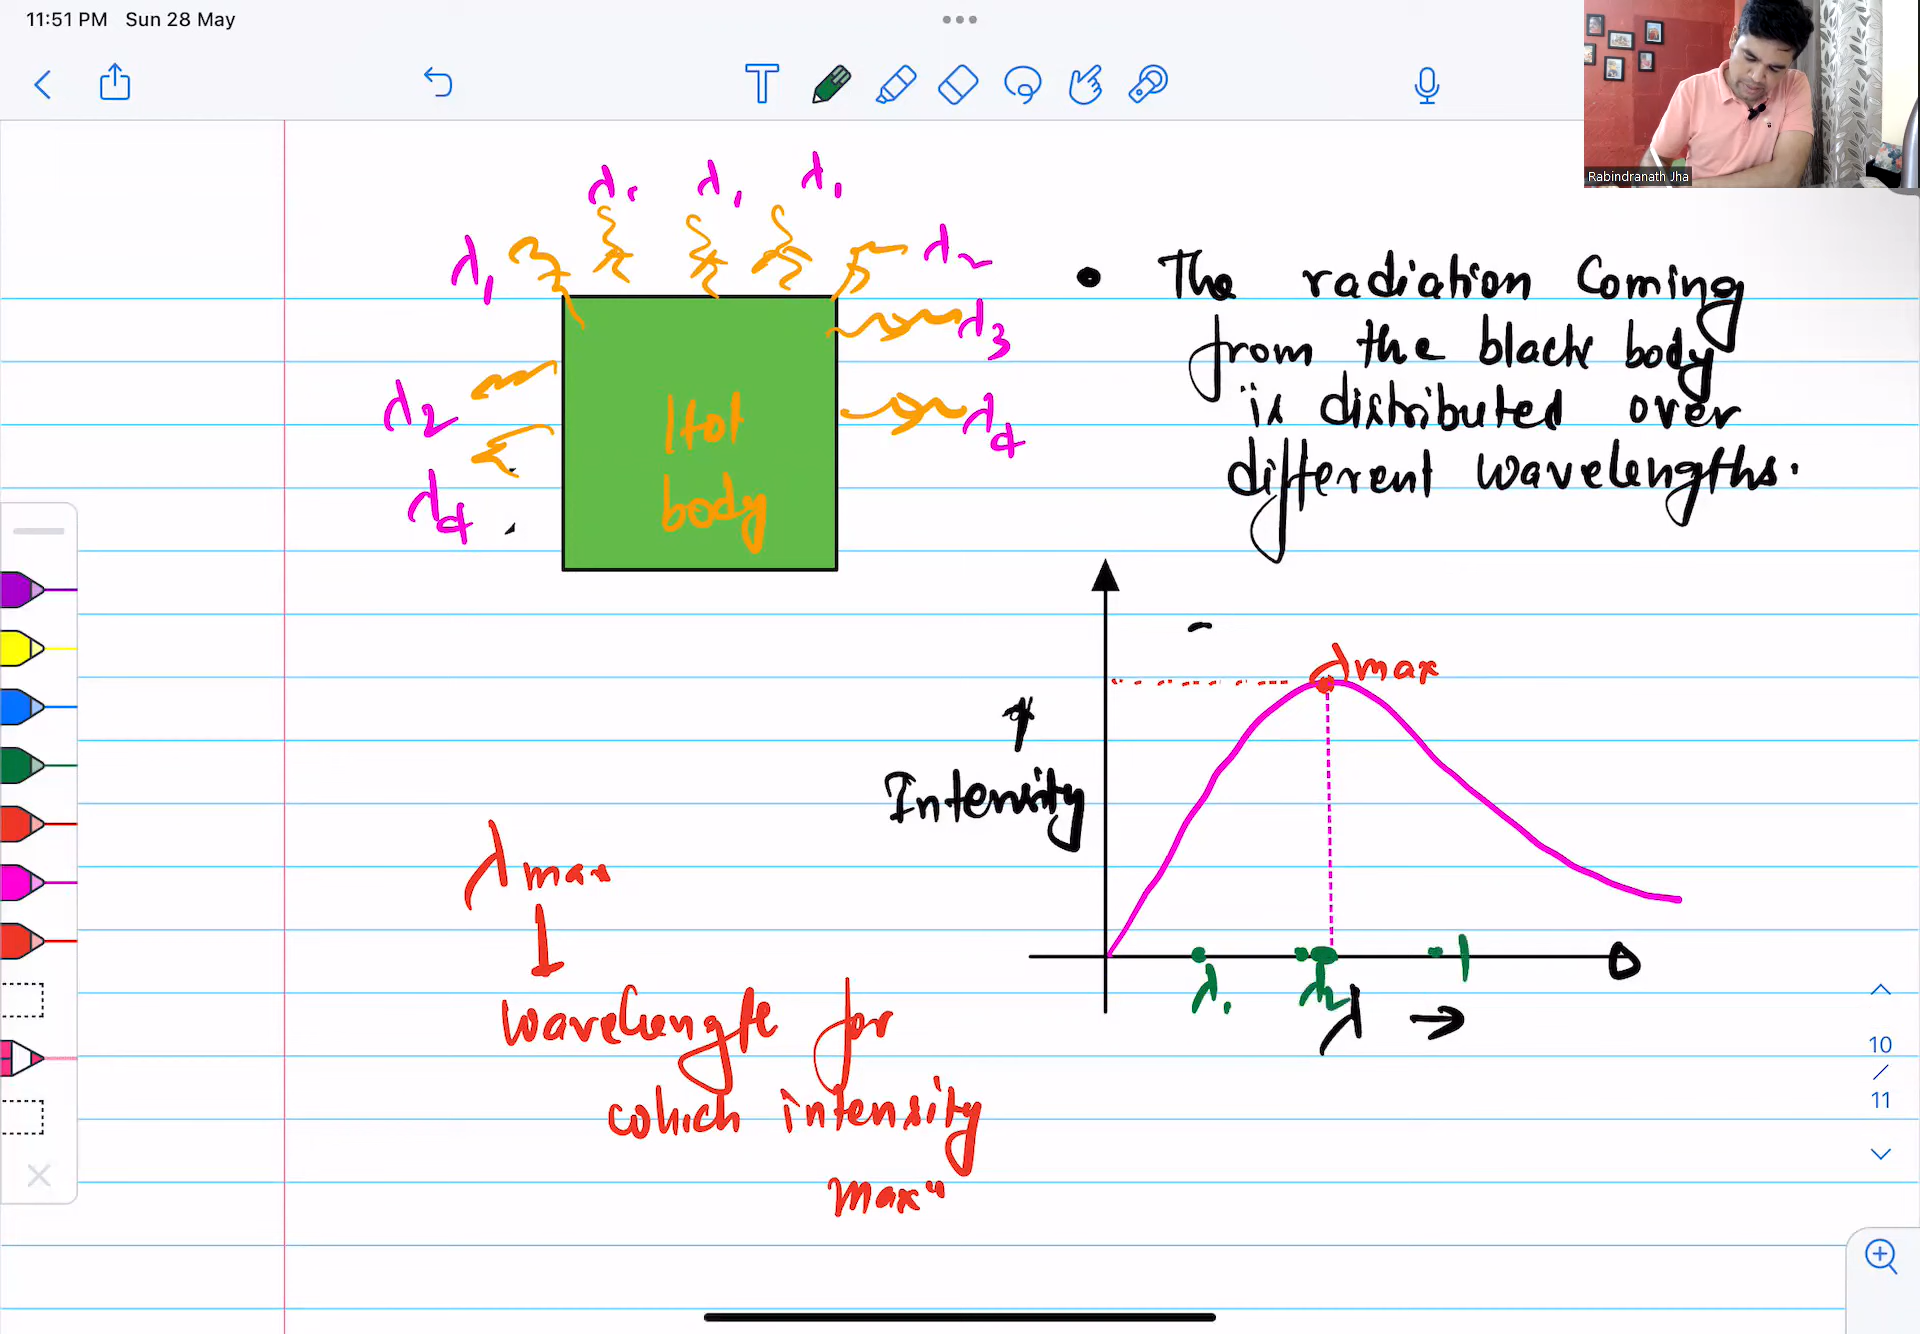 11:51 PM Sun 28 May
Rabindranath Jha
λ1 λ1 λ1
λ1
λ2
λ3
λ2
λ4
λ4
Hot
body
• The radiation Coming
from the black body
is distributed over
different wavelengths.
λmax
Intensity
λ1 λ2
λ →
λmax
↓
wavelength for
which intensity
maxm
10
/
11